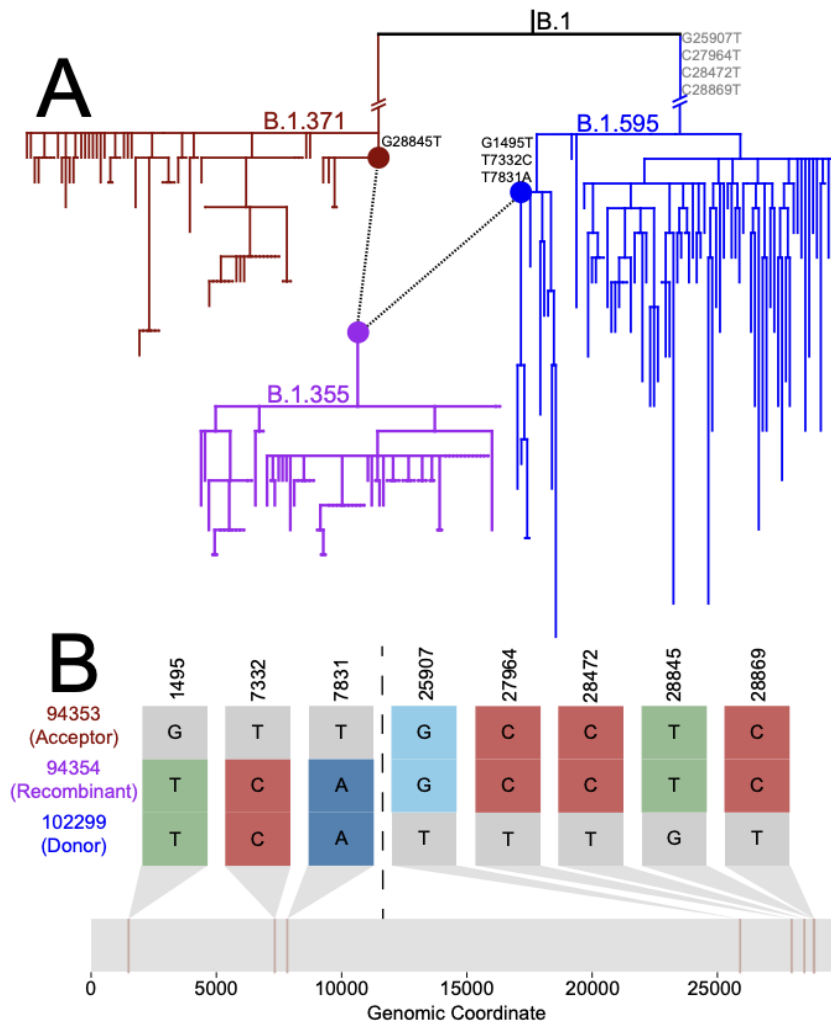 A
B.1
G25907T
C27964T
C28472T
C28869T
B.1.371
G28845T
B.1.595
G1495T
T7332C
T7831A
B.1.355
B
1495 7332 7831 25907 27964 28472 28845 28869
94353
(Acceptor)
G T T G C C T C
94354
(Recombinant)
T C A G C C T C
102299
(Donor)
T C A T T T G T
0 5000 10000 15000 20000 25000
Genomic Coordinate